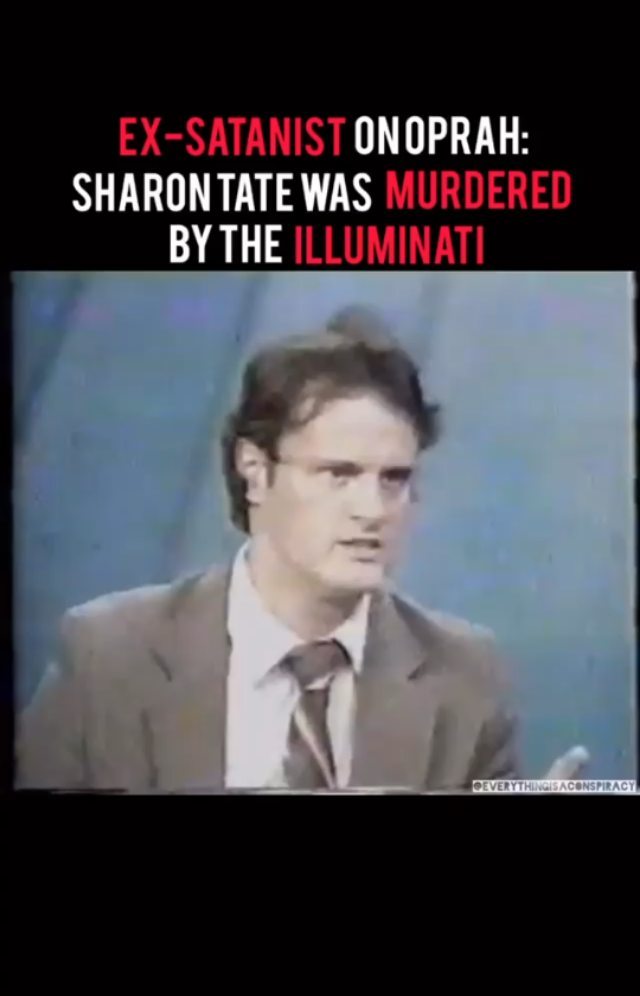 EX-SATANIST ON OPRAH:
SHARON TATE WAS MURDERED
BY THE ILLUMINATI
@EVERYTHINGISACONSPIRACY